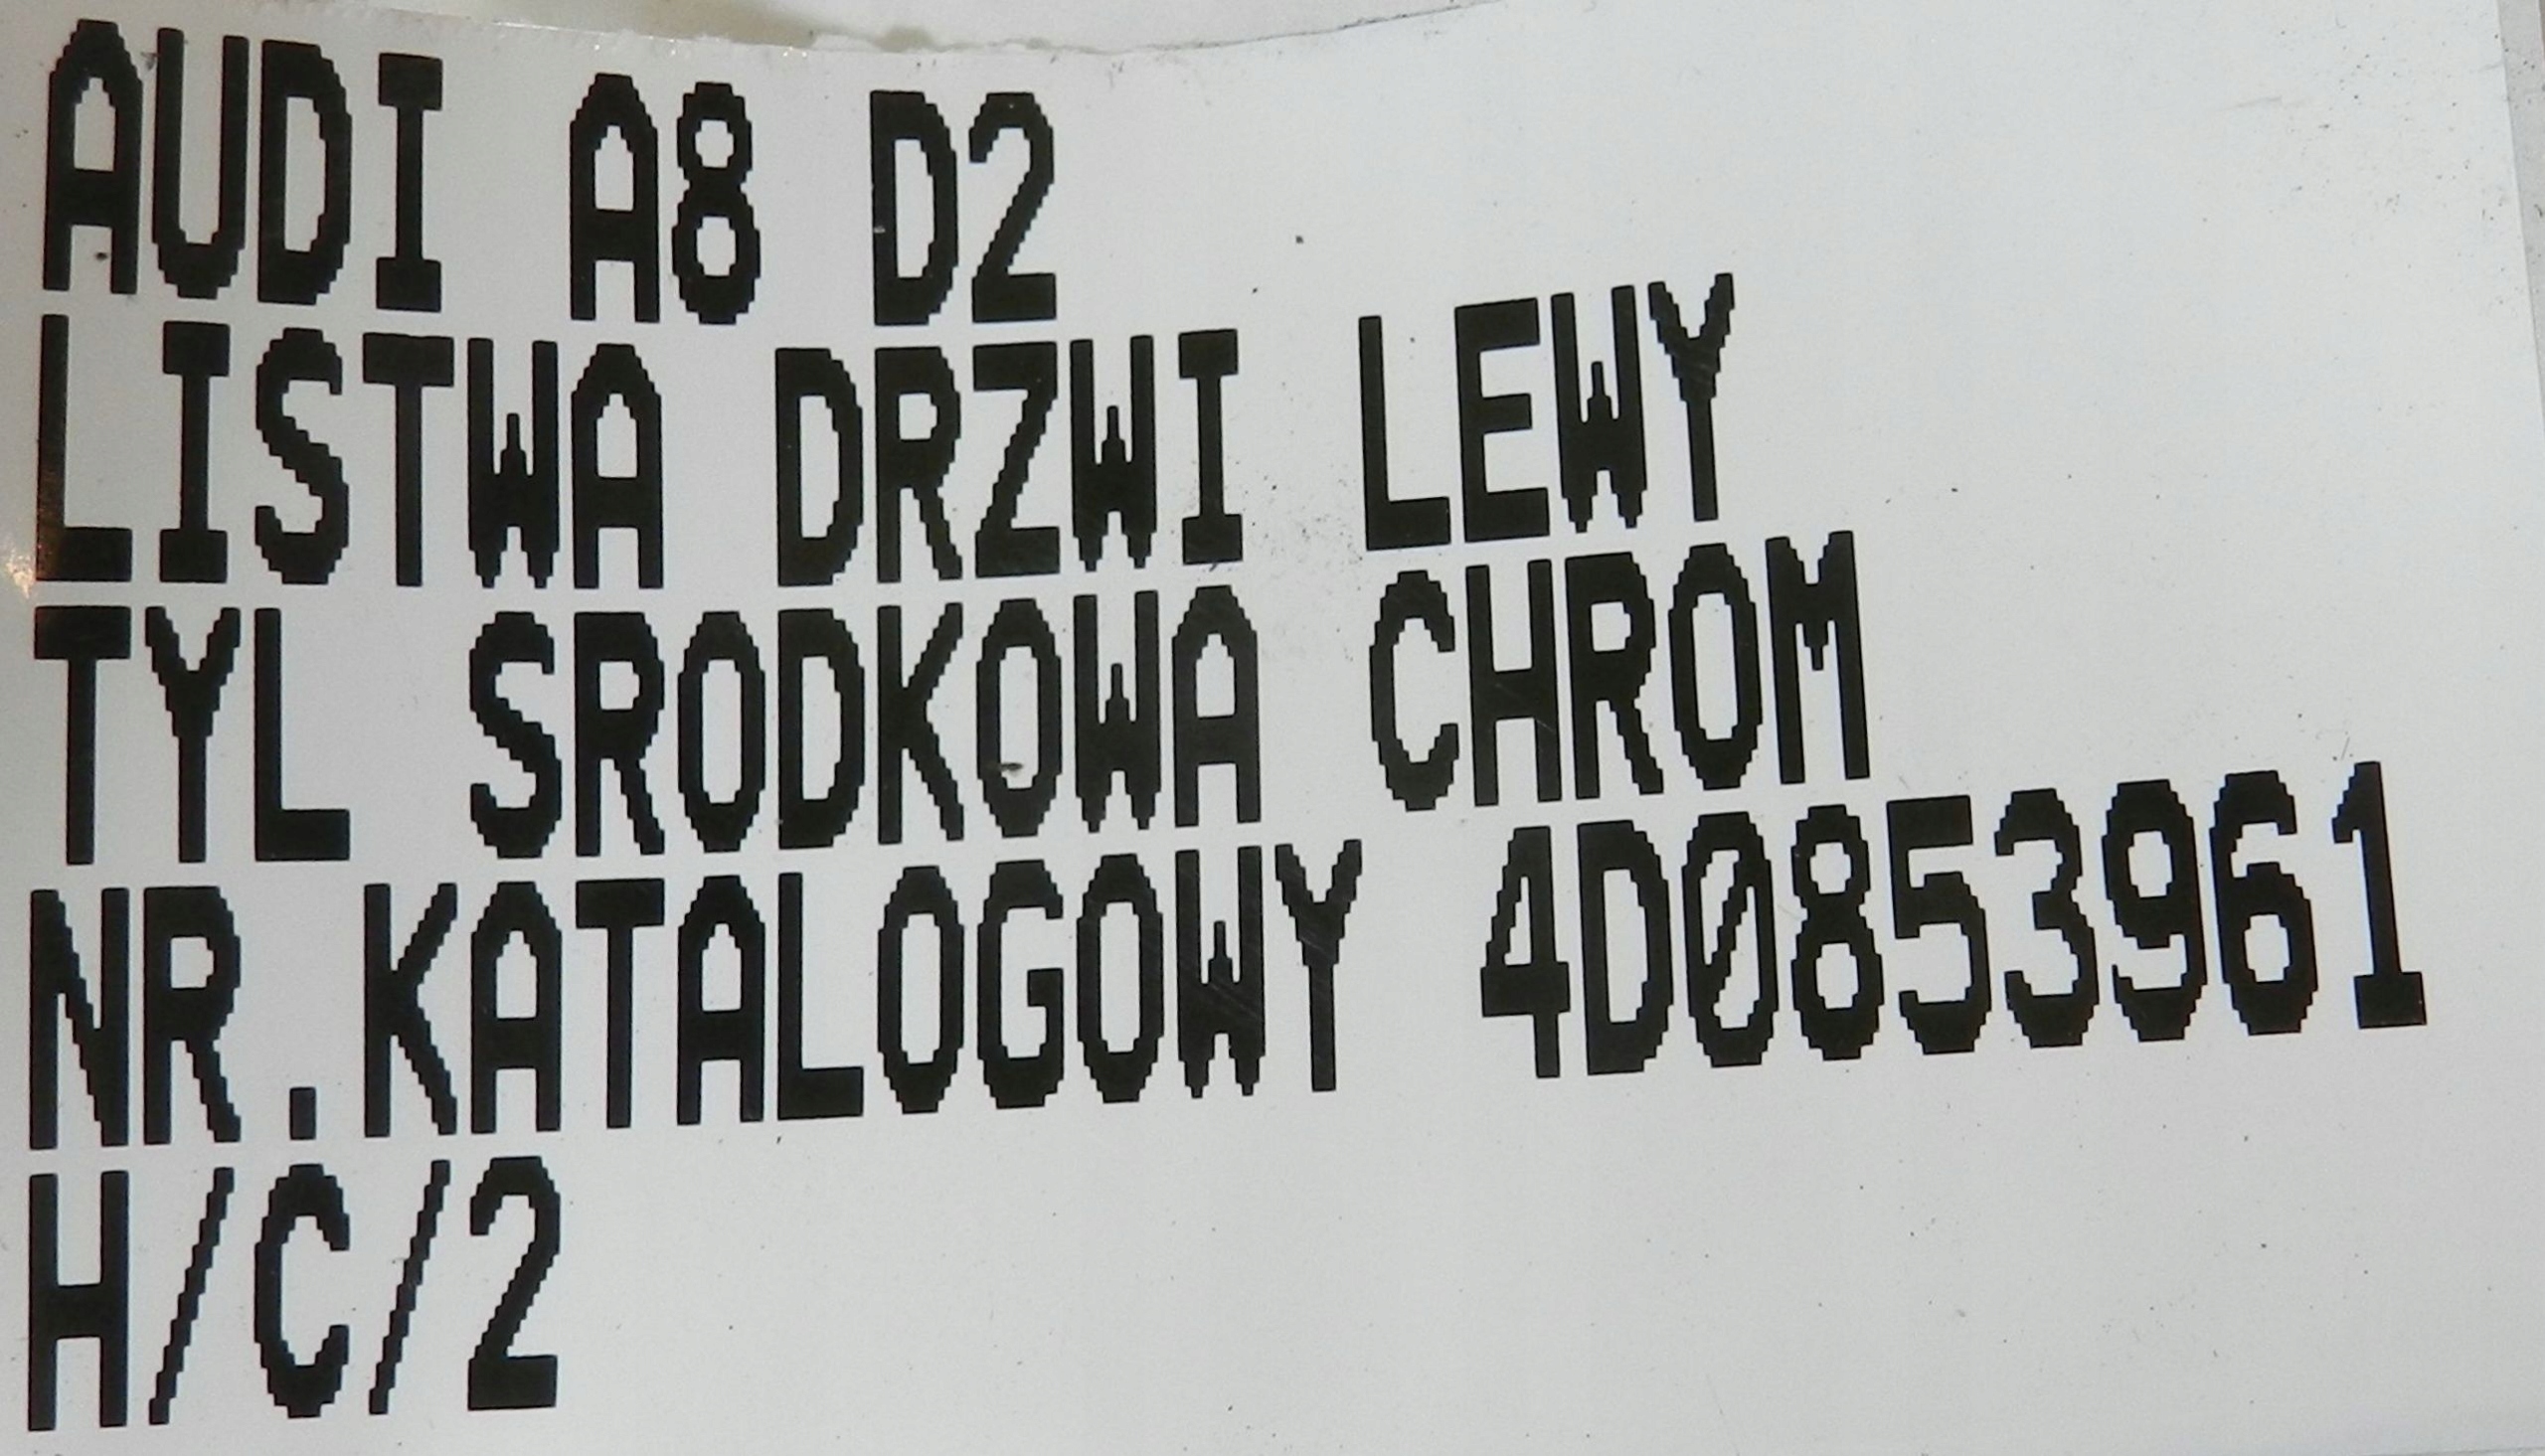 AUDI A8 D2
LISTWA DRZWI LEWY
TYL SRODKOWA CHROM
NR.KATALOGOWY 4D0853961
H/C/2